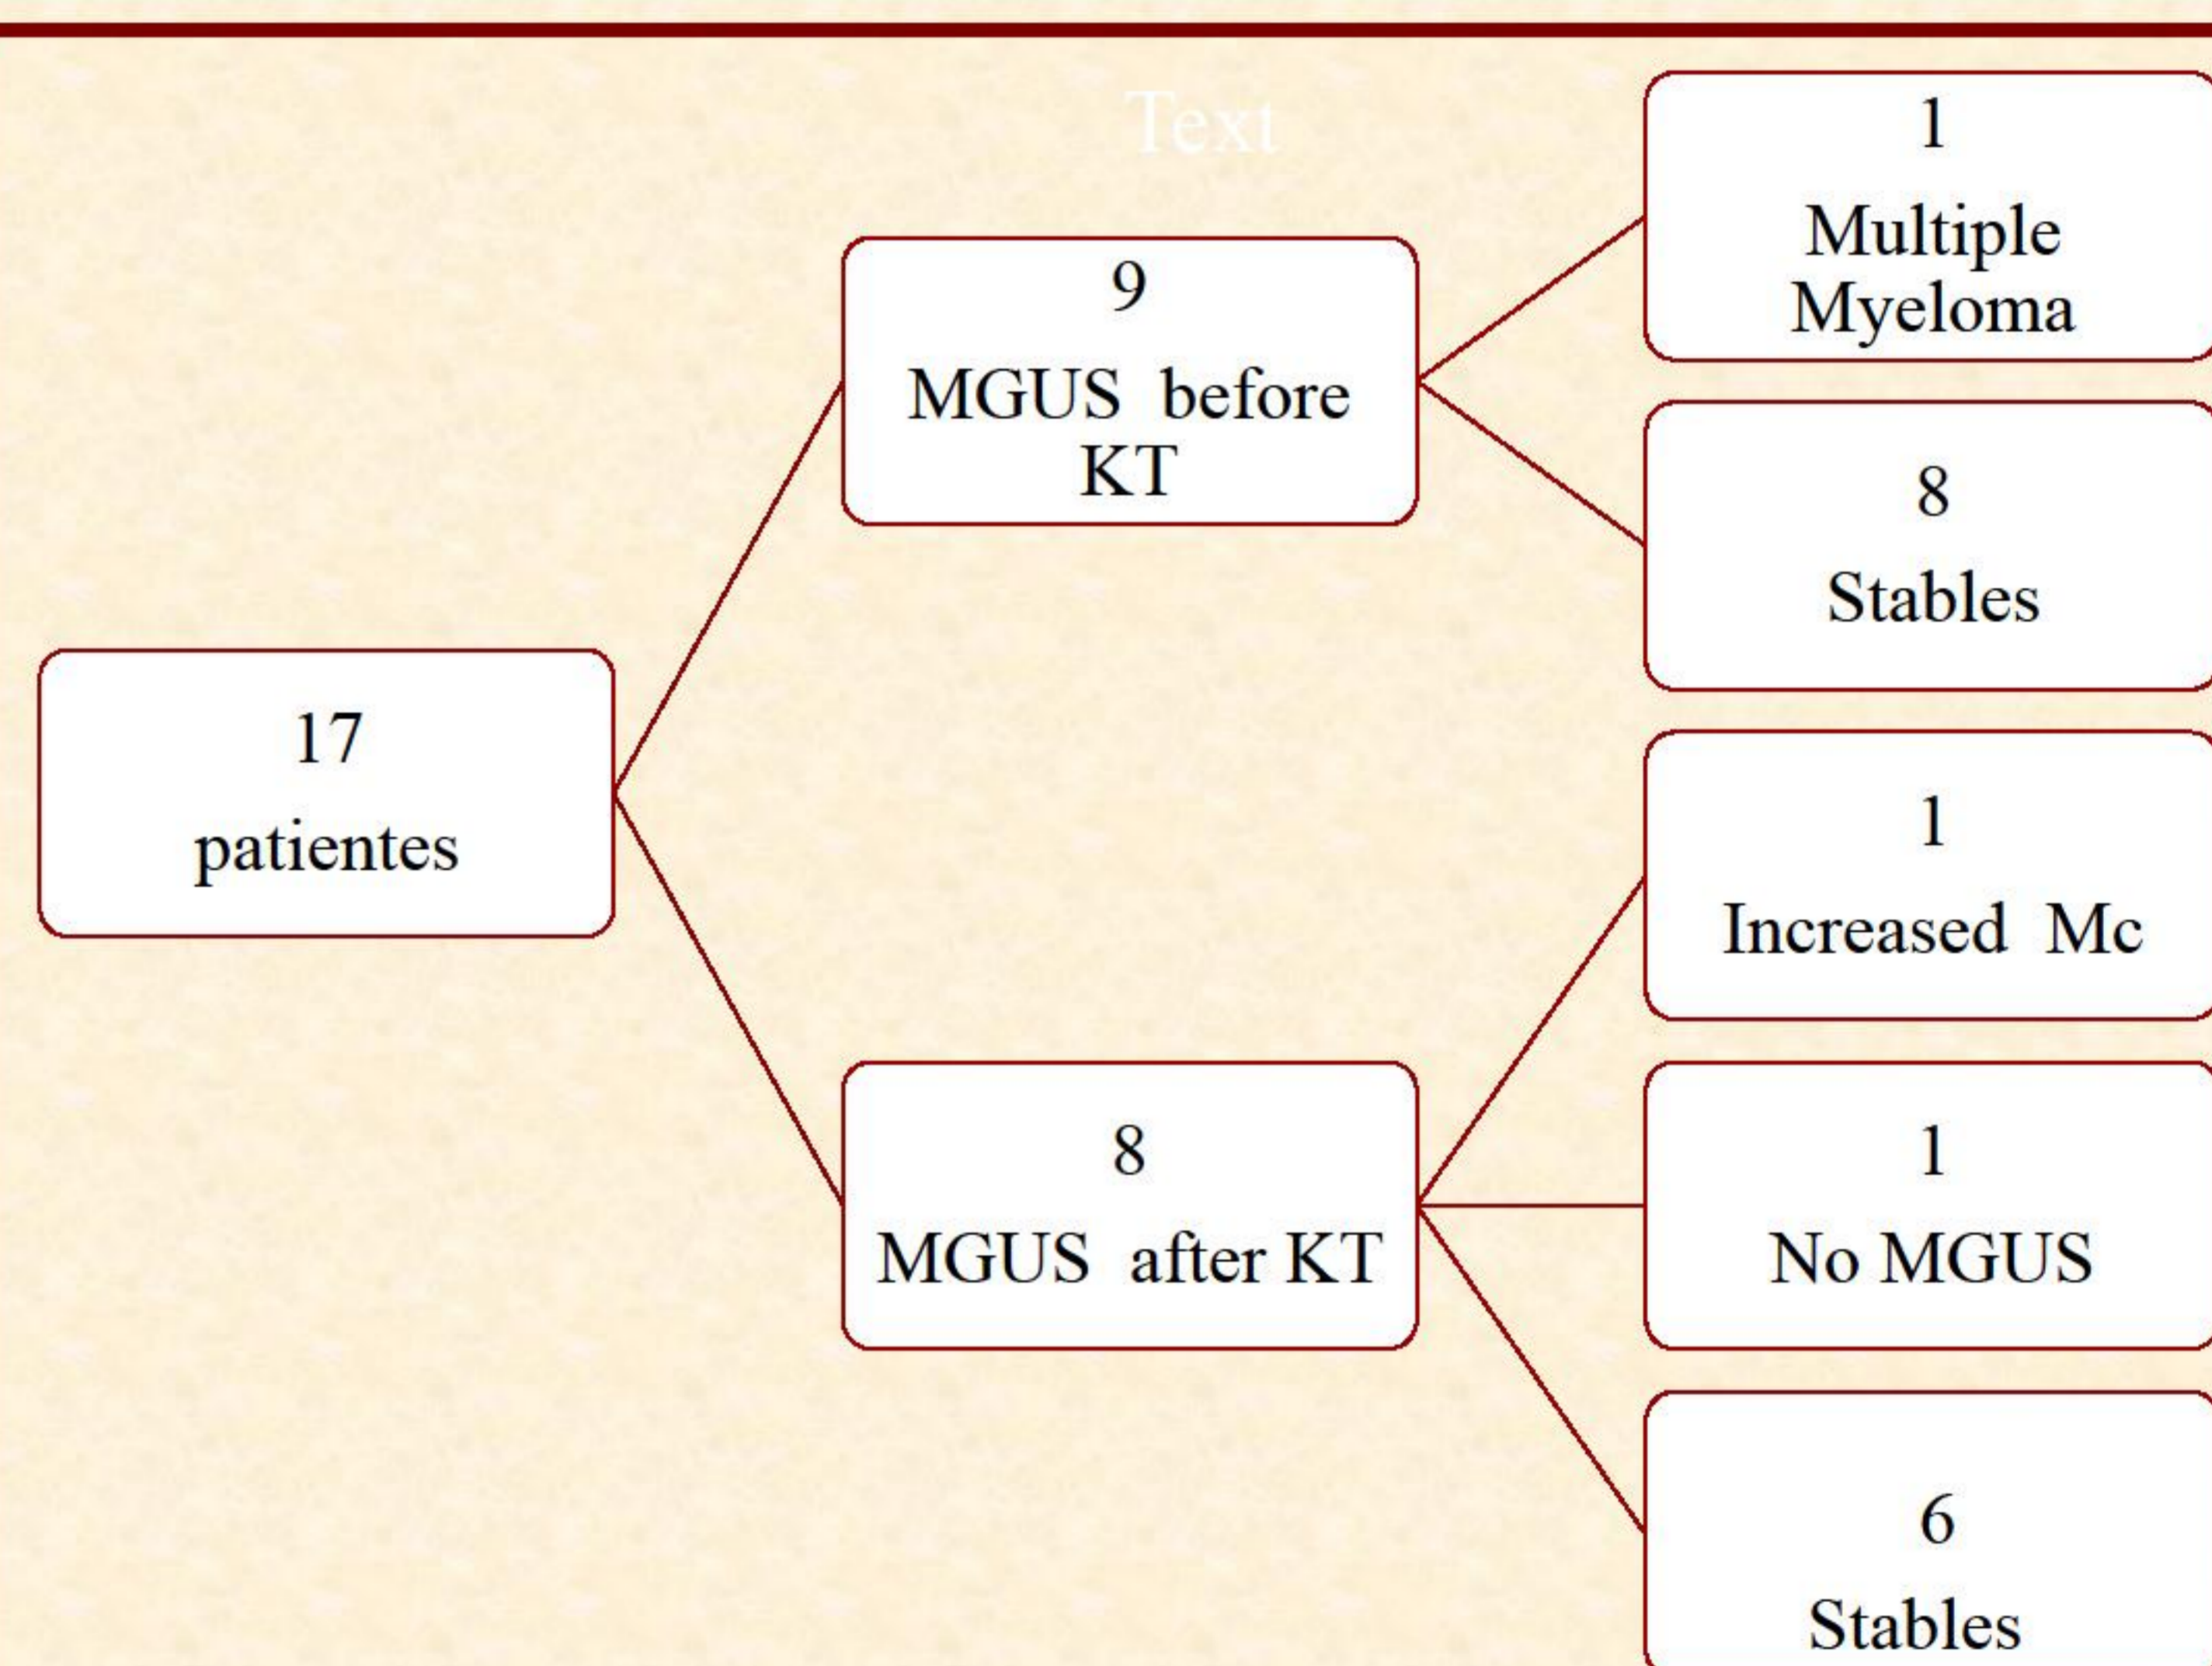 Text
17
patientes
9
MGUS before
KT
8
MGUS after KT
1
Multiple
Myeloma
8
Stables
1
Increased Mc
1
No MGUS
6
Stables